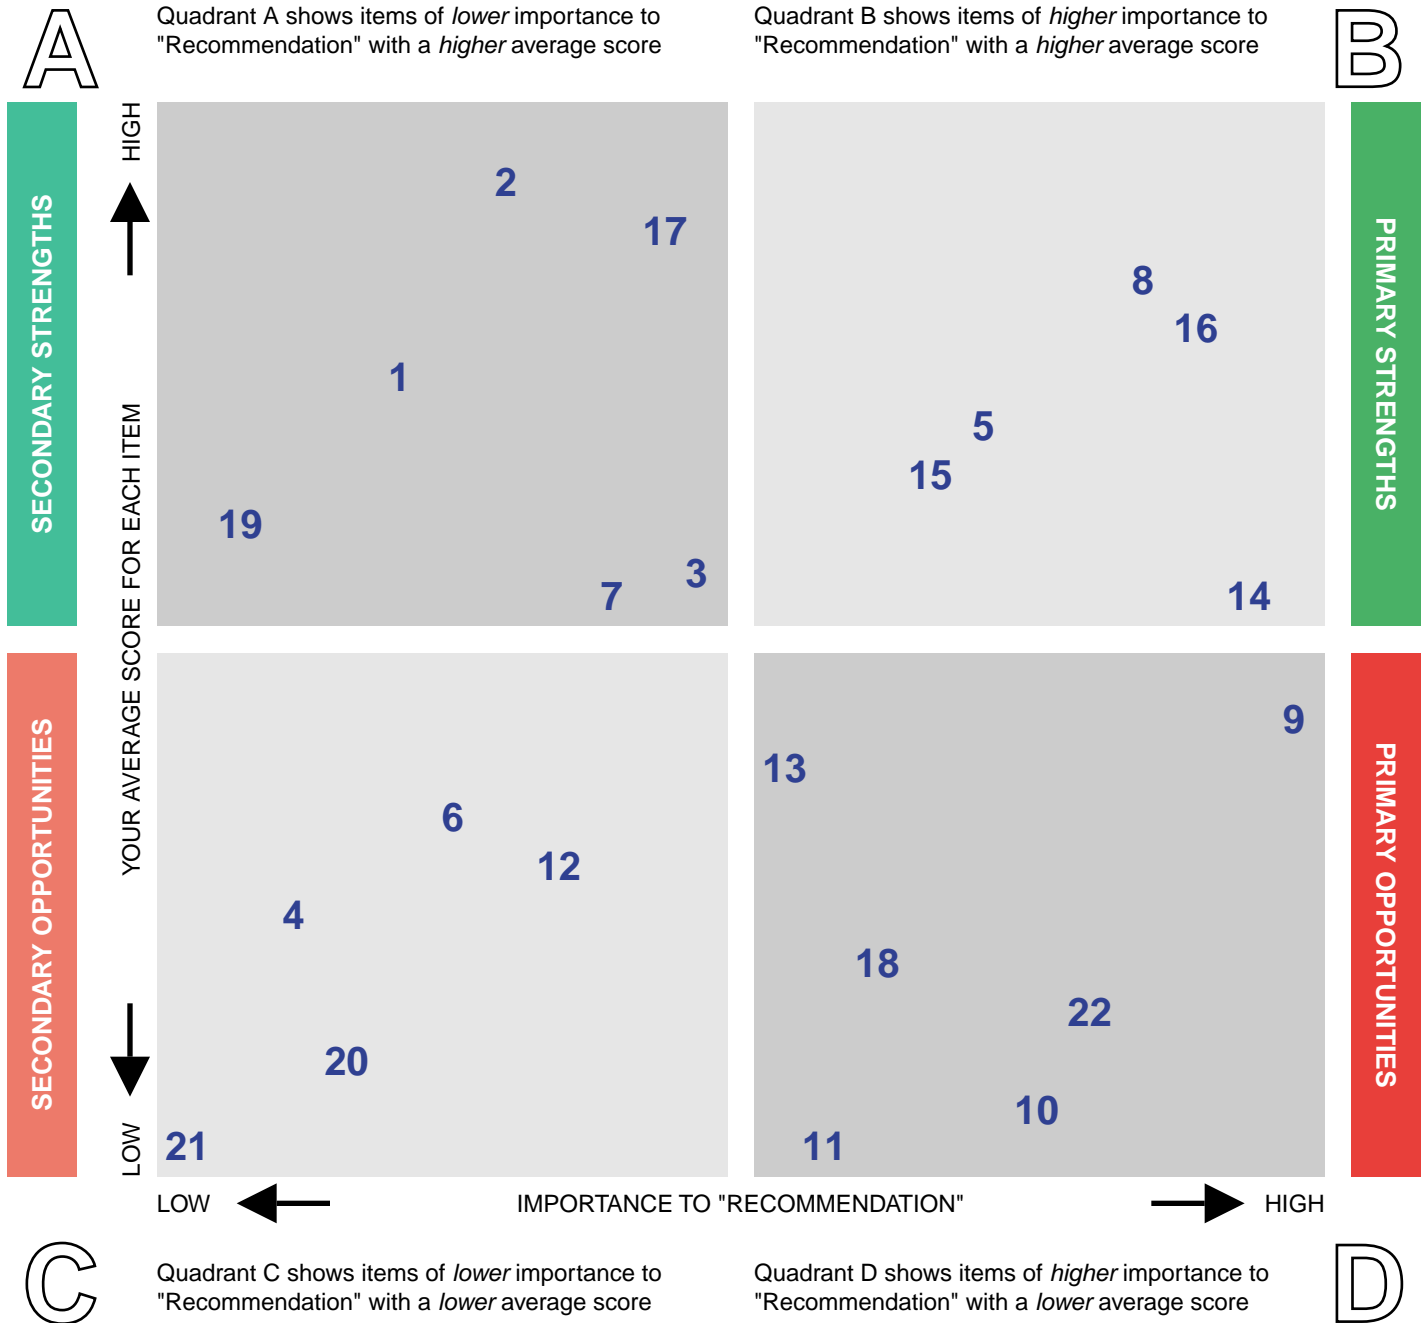 A
Quadrant A shows items of lower importance to
"Recommendation" with a higher average score
Quadrant B shows items of higher importance to
"Recommendation" with a higher average score
B
SECONDARY STRENGTHS
HIGH
YOUR AVERAGE SCORE FOR EACH ITEM
2
17
1
19
3
7
8
16
5
15
14
PRIMARY STRENGTHS
SECONDARY OPPORTUNITIES
LOW
6
12
4
20
21
9
13
18
22
10
11
PRIMARY OPPORTUNITIES
LOW
IMPORTANCE TO "RECOMMENDATION"
HIGH
C
Quadrant C shows items of lower importance to
"Recommendation" with a lower average score
Quadrant D shows items of higher importance to
"Recommendation" with a lower average score
D